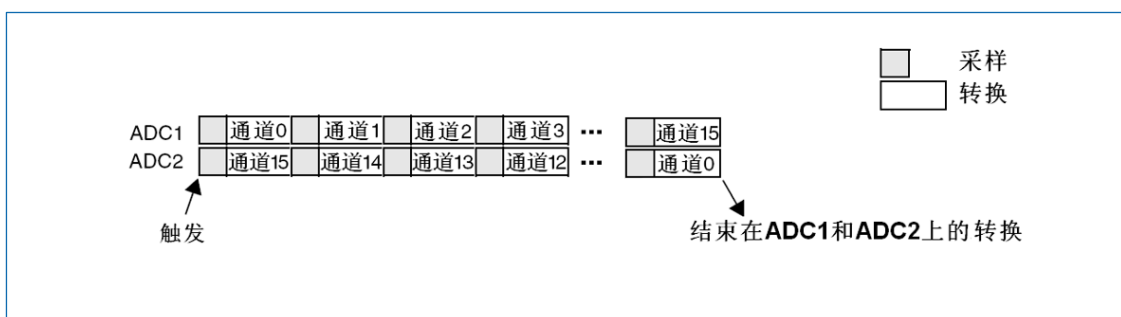 采样
转换
ADC1 通道0 通道1 通道2 通道3 ··· 通道15
ADC2 通道15 通道14 通道13 通道12 ··· 通道0
触发
结束在ADC1和ADC2上的转换